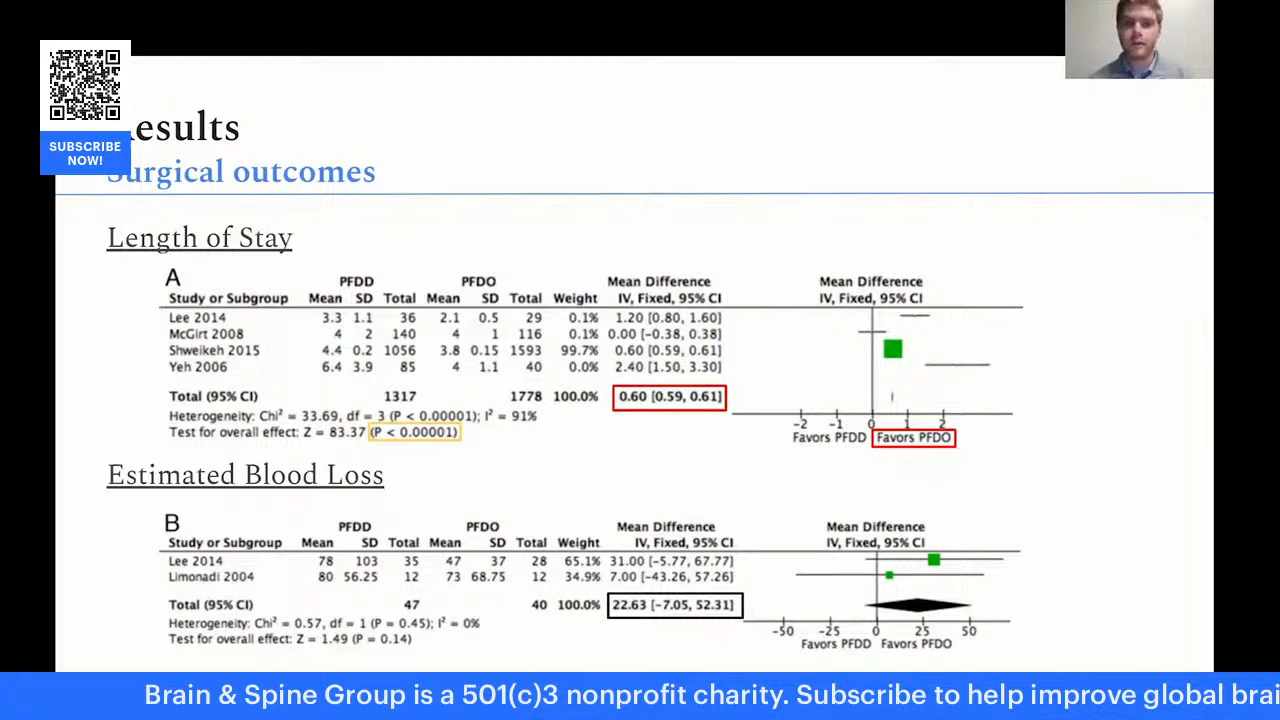 SUBSCRIBE
NOW!
Results
Surgical outcomes
Length of Stay
A
PFDD PFDO Mean Difference Mean Difference
Study or Subgroup Mean SD Total Mean SD Total Weight IV, Fixed, 95% CI IV, Fixed, 95% CI
Lee 2014 3.3 1.1 36 2.1 0.5 29 0.1% 1.20 [0.80, 1.60]
McGirt 2008 4 2 140 4 1 116 0.1% 0.00 [-0.38, 0.38]
Shweikeh 2015 4.4 0.2 1056 3.8 0.15 1593 99.7% 0.60 [0.59, 0.61]
Yeh 2006 6.4 3.9 85 4 1.1 40 0.0% 2.40 [1.50, 3.30]
Total (95% CI) 1317 1778 100.0% 0.60 [0.59, 0.61]
Heterogeneity: Chi² = 33.69, df = 3 (P < 0.00001); I² = 91%
Test for overall effect: Z = 83.37 (P < 0.00001)
-2 -1 0 1 2
Favors PFDD Favors PFDO
Estimated Blood Loss
B
PFDD PFDO Mean Difference Mean Difference
Study or Subgroup Mean SD Total Mean SD Total Weight IV, Fixed, 95% CI IV, Fixed, 95% CI
Lee 2014 78 103 35 47 37 28 65.1% 31.00 [-5.77, 67.77]
Limonadi 2004 80 56.25 12 73 68.75 12 34.9% 7.00 [-43.26, 57.26]
Total (95% CI) 47 40 100.0% 22.63 [-7.05, 52.31]
Heterogeneity: Chi² = 0.57, df = 1 (P = 0.45); I² = 0%
Test for overall effect: Z = 1.49 (P = 0.14)
-50 -25 0 25 50
Favors PFDD Favors PFDO
Brain & Spine Group is a 501(c)3 nonprofit charity. Subscribe to help improve global brai